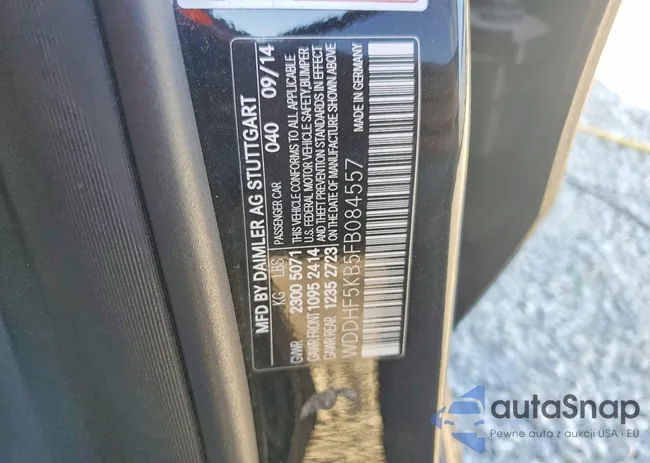 MFD BY DAIMLER AG STUTTGART
KG LBS PASSENGER CAR 040 09/14
GVWR 2300 5071 THIS VEHICLE CONFORMS TO ALL APPLICABLE
GAWR FRONT 1095 2414 U.S. FEDERAL MOTOR VEHICLE SAFETY,BUMPER
AND THEFT PREVENTION STANDARDS IN EFFECT
GAWR REAR 1235 2723 ON THE DATE OF MANUFACTURE SHOWN ABOVE
WDDHF5KB5FB084557 MADE IN GERMANY
autaSnap
Pewne auta z aukcji USA i EU